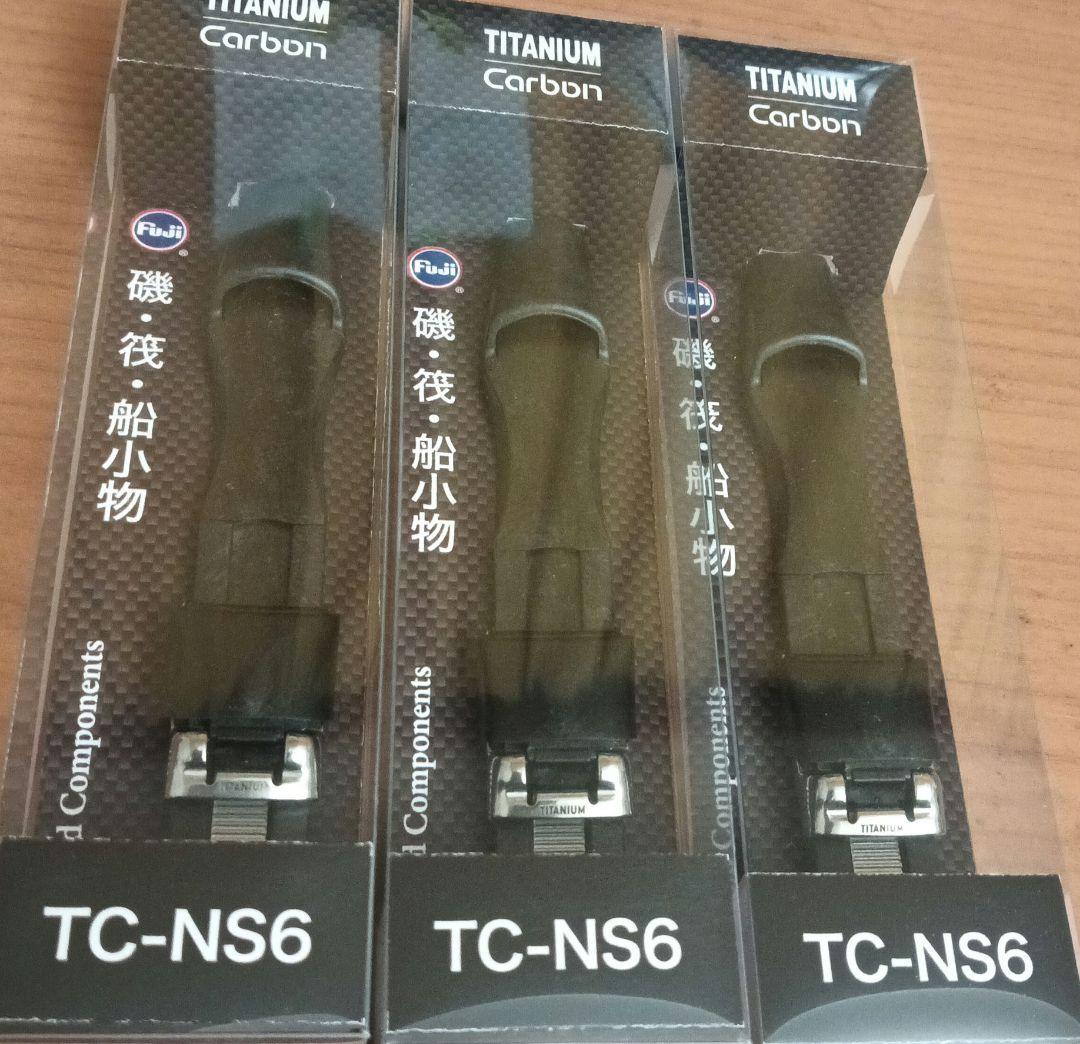 TITANIUM
Carbon
Fuji
®
磯・筏・船小物
d Components
TITANIUM
TC-NS6
TITANIUM
Carbon
Fuji
®
磯・筏・船小物
d Components
TITANIUM
TC-NS6
TITANIUM
Carbon
Fuji
®
磯・筏・船小物
Components
TITANIUM
TC-NS6